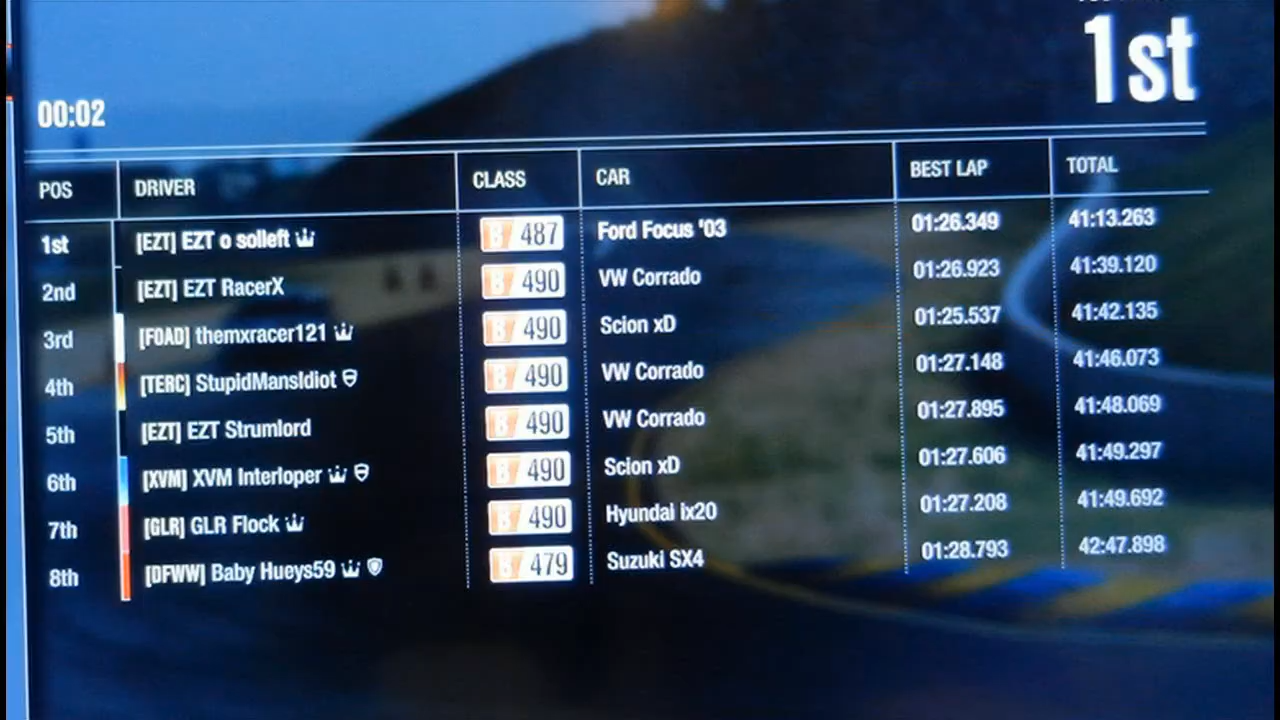 1st
00:02
POS DRIVER CLASS CAR BEST LAP TOTAL
1st [EZT] EZT o solleft B 487 Ford Focus '03 01:26.349 41:13.263
2nd [EZT] EZT RacerX B 490 VW Corrado 01:26.923 41:39.120
3rd [FOAD] themxracer121 B 490 Scion xD 01:25.537 41:42.135
4th [TERC] StupidMansIdiot B 490 VW Corrado 01:27.148 41:46.073
5th [EZT] EZT Strumlord B 490 VW Corrado 01:27.895 41:48.069
6th [XVM] XVM Interloper B 490 Scion xD 01:27.606 41:49.297
7th [GLR] GLR Flock B 490 Hyundai ix20 01:27.208 41:49.692
8th [DFWW] Baby Hueys59 B 479 Suzuki SX4 01:28.793 42:47.898